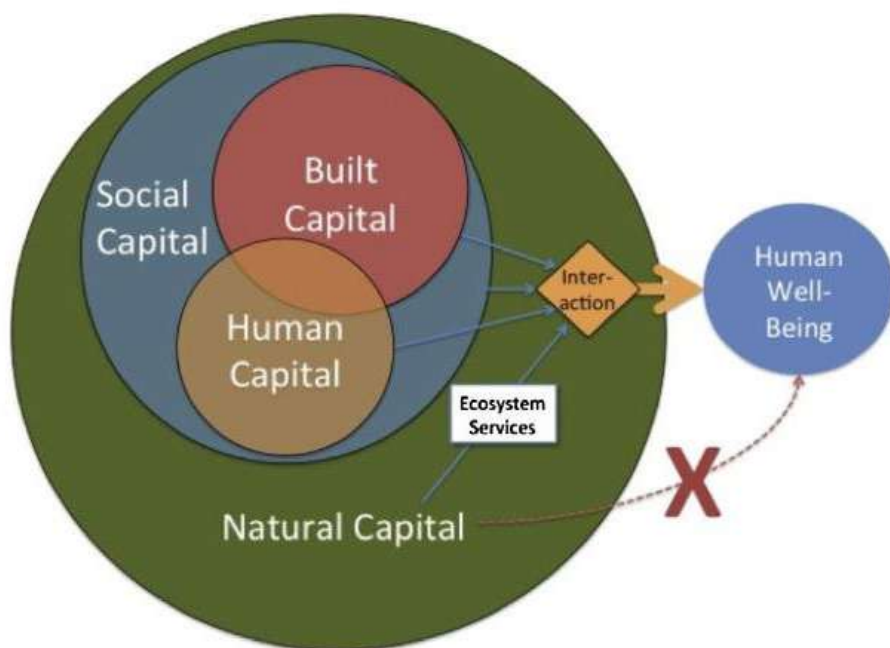 Social
Capital
Built
Capital
Human
Capital
Inter-
action
Human
Well-
Being
Ecosystem
Services
X
Natural Capital